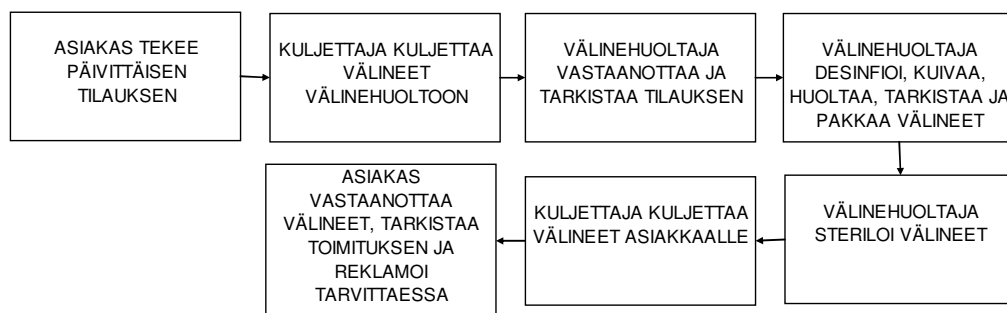 ASIAKAS TEKEE
PÄIVITTÄISEN
TILAUKSEN
KULJETTAJA KULJETTAA
VÄLINEET
VÄLINEHUOLTOON
VÄLINEHUOLTAJA
VASTAANOTTAA JA
TARKISTAA TILAUKSEN
VÄLINEHUOLTAJA
DESINFIOI, KUIVAA,
HUOLTAA, TARKISTAA JA
PAKKAA VÄLINEET
VÄLINEHUOLTAJA
STERILOI VÄLINEET
KULJETTAJA KULJETTAA
VÄLINEET ASIAKKAALLE
ASIAKAS
VASTAANOTTAA
VÄLINEET, TARKISTAA
TOIMITUKSEN JA
REKLAMOI
TARVITTAESSA